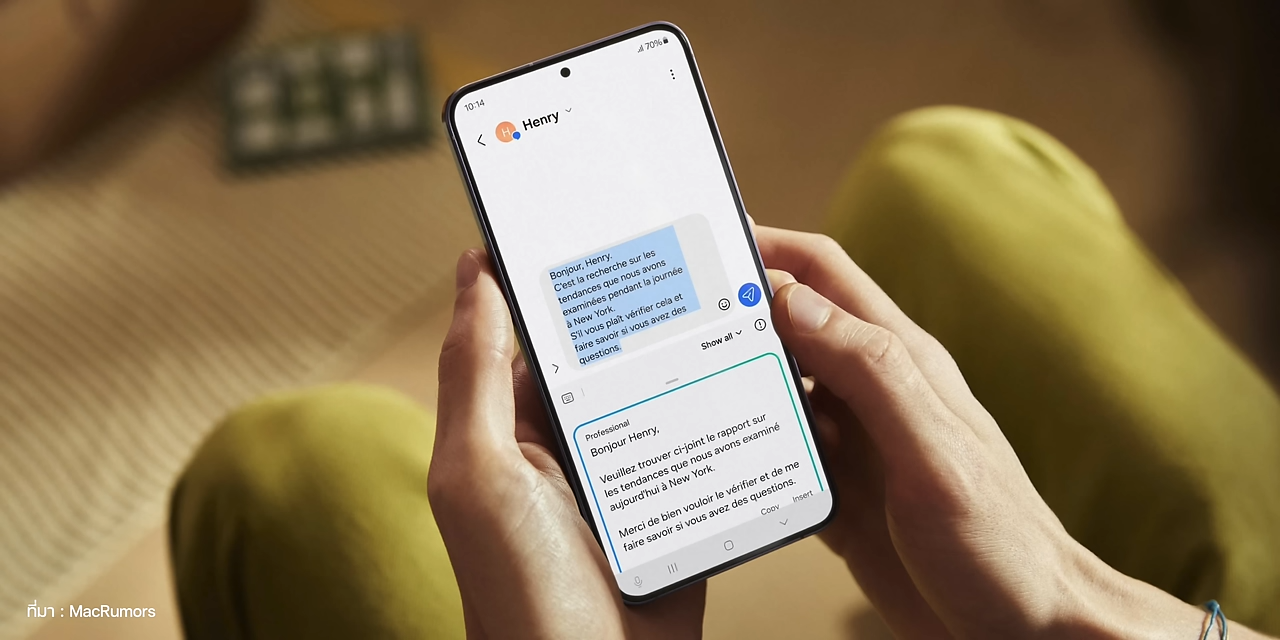 10:14
70%
H
Henry
Bonjour, Henry.
C'est la recherche sur les
tendances que nous avons
examinées pendant la journée
à New York.
S'il vous plaît vérifier cela et
faire savoir si vous avez des
questions.
Show all
Professional
Bonjour Henry,
Veuillez trouver ci-joint le rapport sur
les tendances que nous avons examiné
aujourd'hui à New York.
Merci de bien vouloir le vérifier et de me
faire savoir si vous avez des questions.
Copy Insert
ที่มา : MacRumors